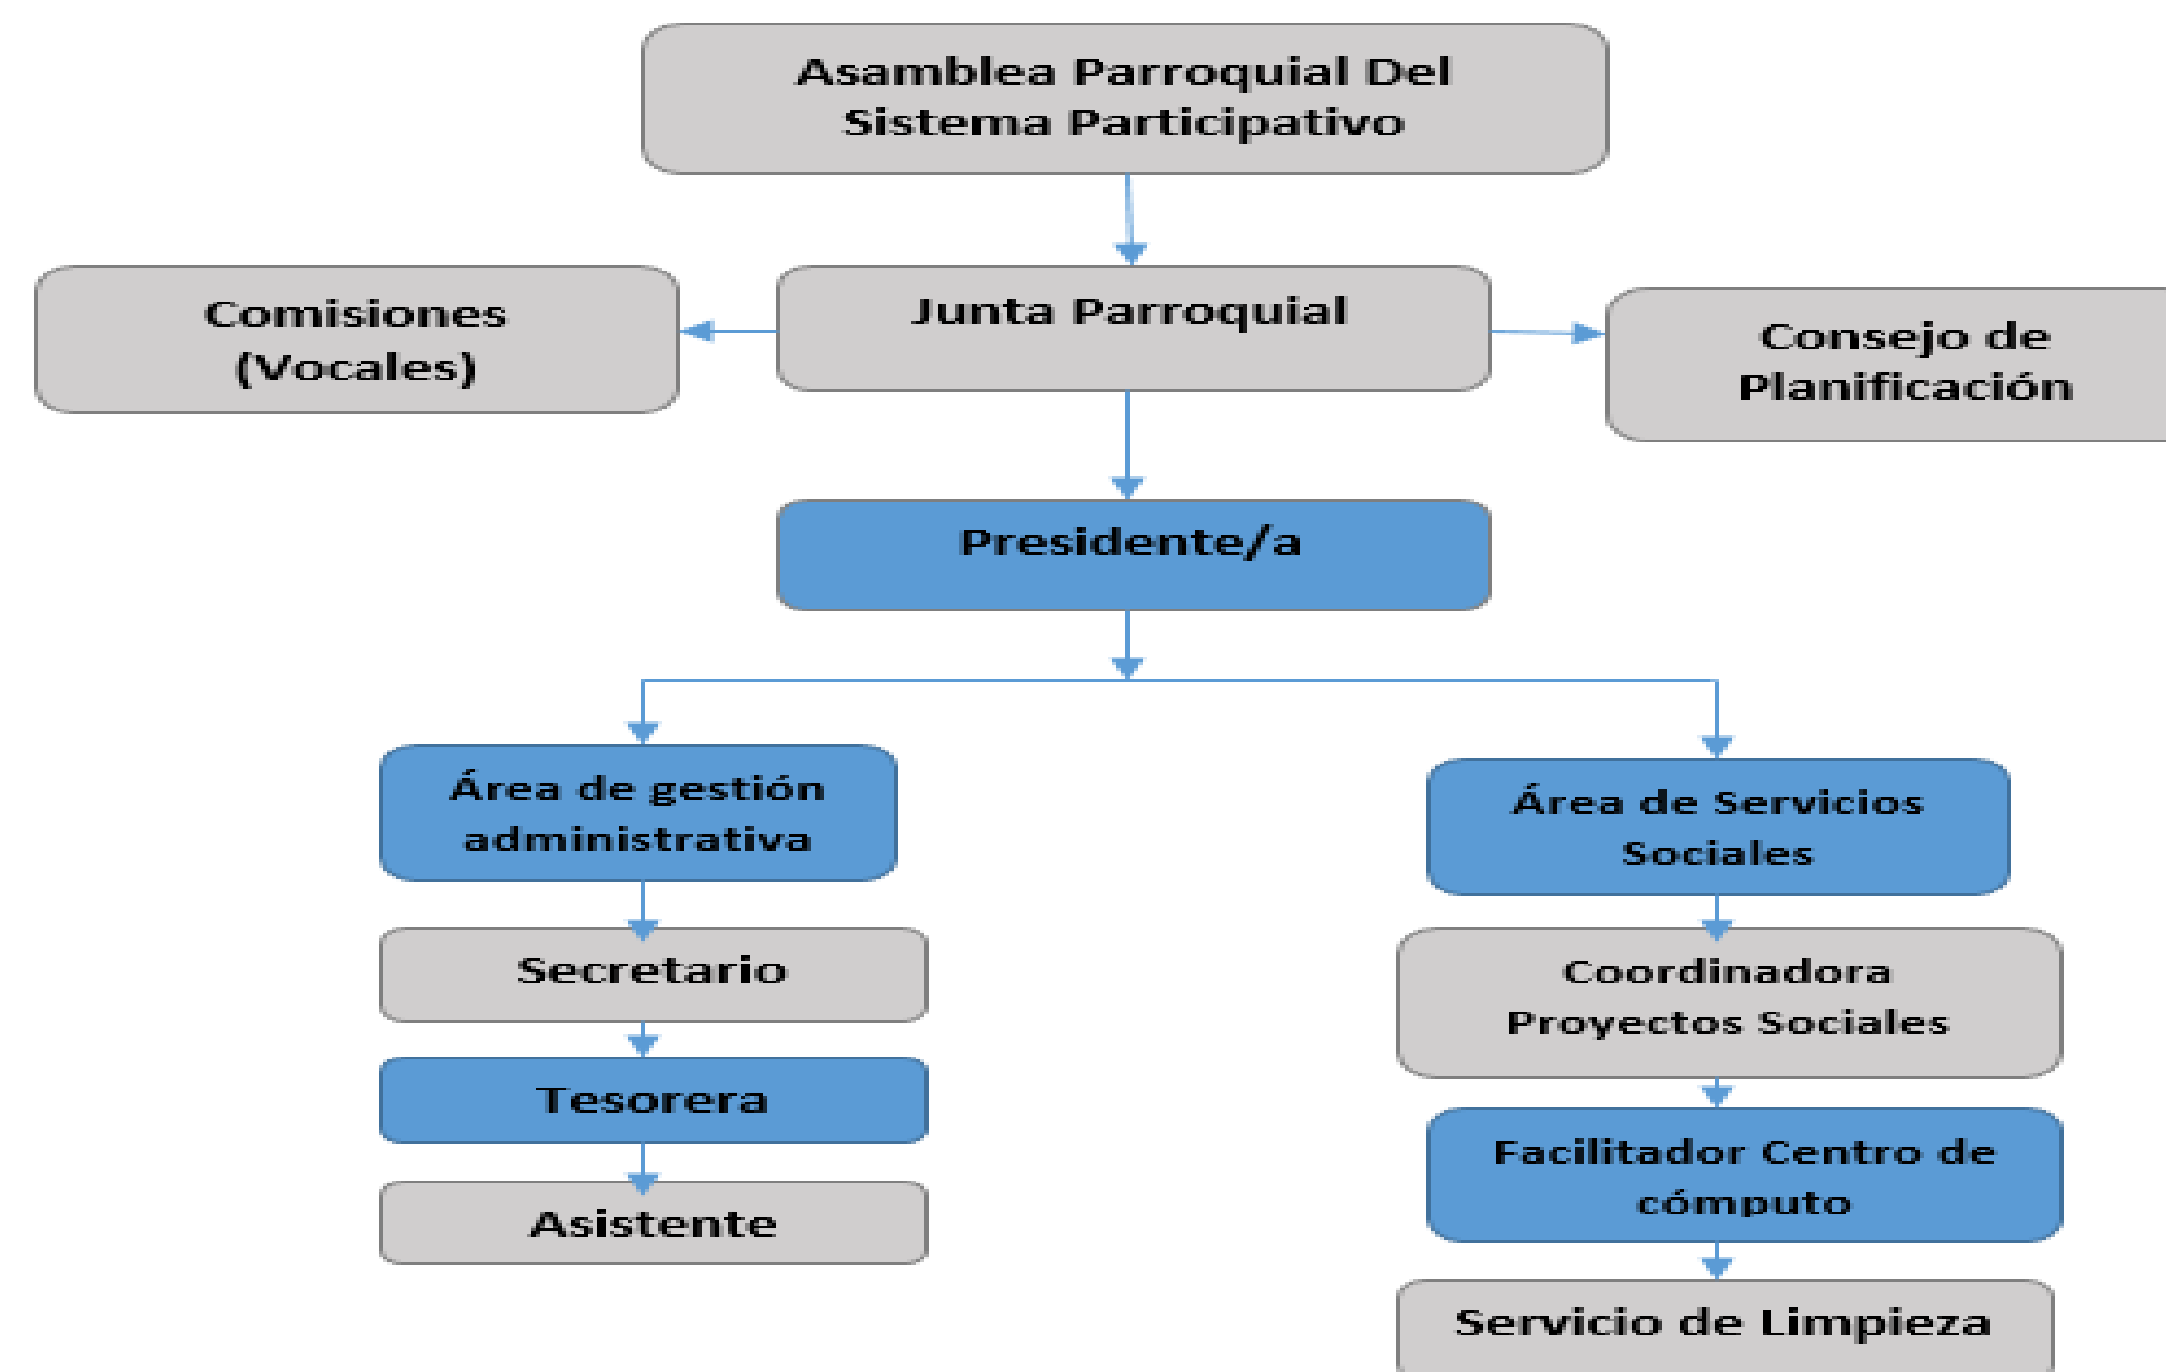 Asamblea Parroquial Del
Sistema Participativo
Comisiones
(Vocales)
Junta Parroquial
Consejo de
Planificación
Presidente/a
Área de gestión
administrativa
Área de Servicios
Sociales
Secretario
Coordinadora
Proyectos Sociales
Tesorera
Facilitador Centro de
cómputo
Asistente
Servicio de Limpieza